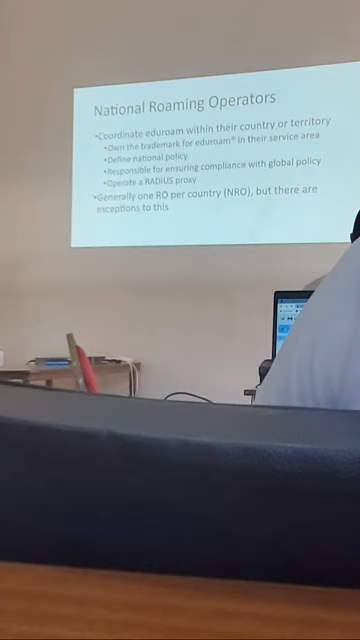 National Roaming Operators
•Coordinate eduroam within their country or territory
•Own the trademark for eduroam® in their service area
•Define national policy
•Responsible for ensuring compliance with global policy
•Operate a RADIUS proxy
•Generally one RO per country (NRO), but there are
exceptions to this